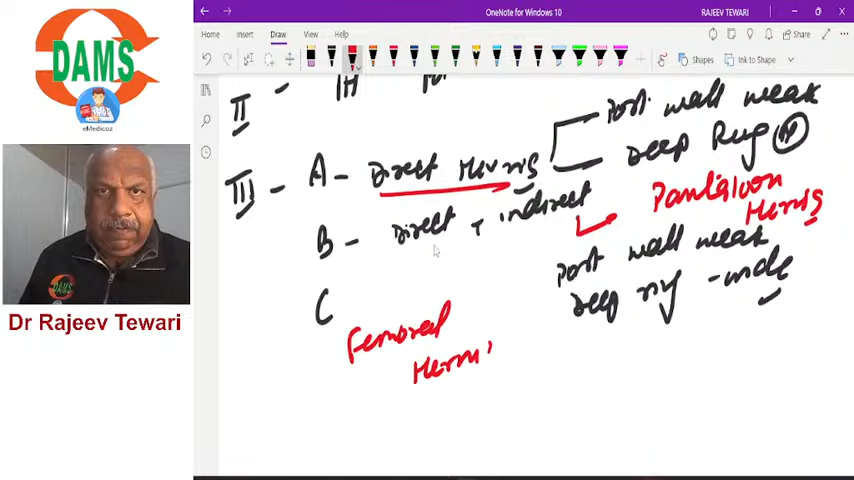 OneNote for Windows 10
RAJEEV TEWARI
Home Insert Draw View Help
Share
Shapes
Ink to Shape
DAMS
eMedicoz
II - IH
III - A - Direct Hernia
Post. wall weak
Deep Ring N
B - Direct + indirect
Pantaloon
Hernia
Post wall weak
Deep ring - wide
C
Femoral
Herni
Dr Rajeev Tewari